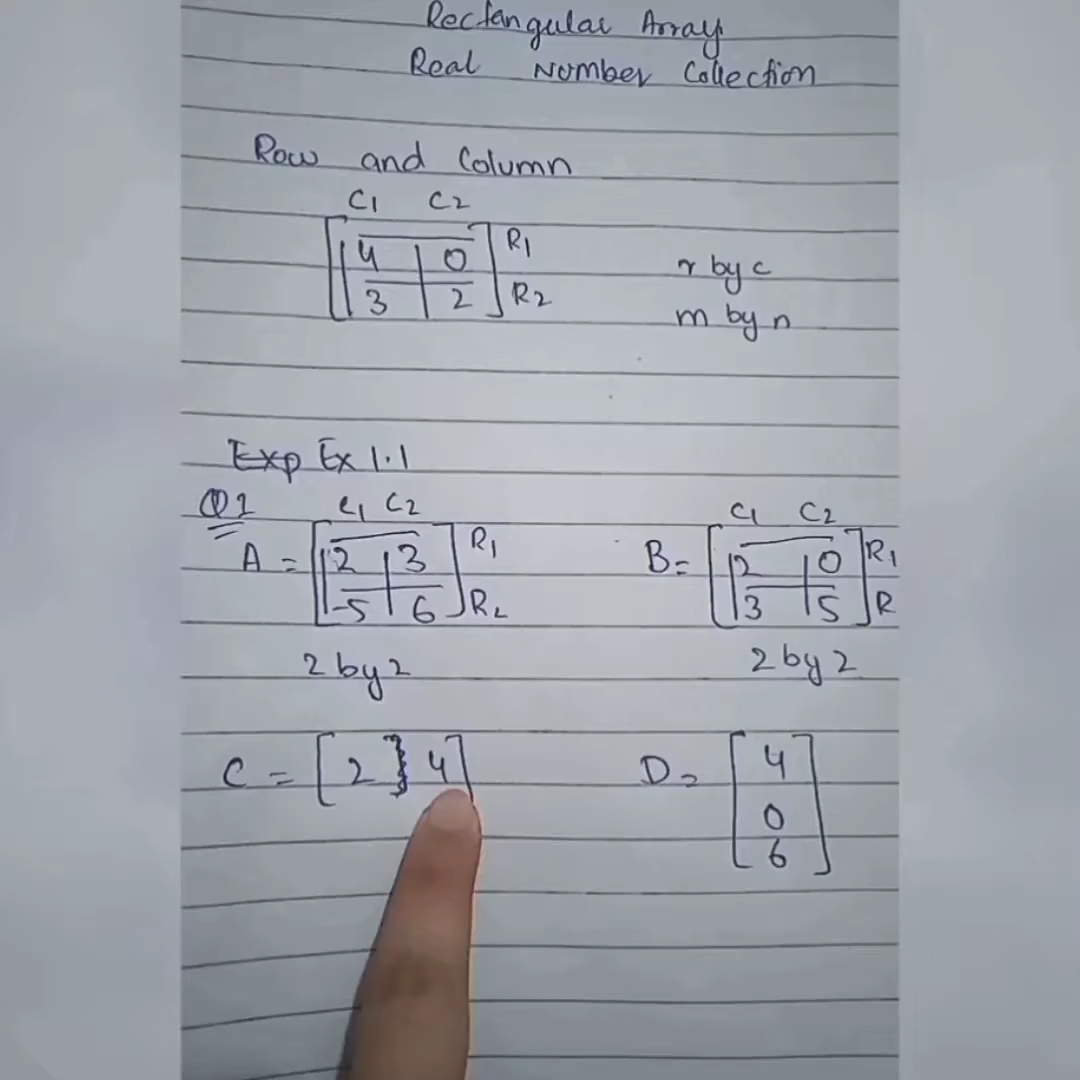 Rectangular Array
Real Number Collection
Row and Column
C1 C2
4 0 R1
3 2 R2
r by c
m by n
Exp Ex 1.1
Q1
C1 C2
A = [2 3 R1
-5 6] R2
2 by 2
C1 C2
B = [2 0 R1
3 5] R
2 by 2
C = [2 4]
D = [4
0
6]